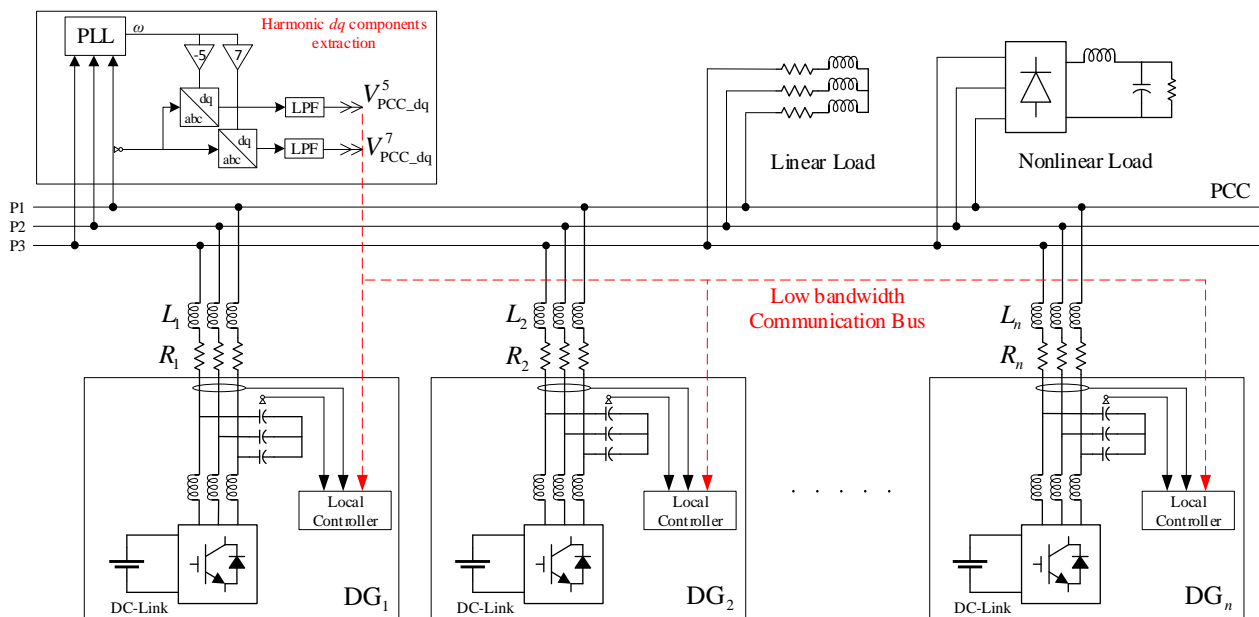 PLL
ω
Harmonic dq components
extraction
-5
7
dq
abc
LPF
V⁵PCC_dq
dq
abc
LPF
V⁷PCC_dq
Linear Load
Nonlinear Load
PCC
P1
P2
P3
Low bandwidth
Communication Bus
L₁
R₁
L₂
R₂
Lₙ
Rₙ
Local
Controller
DC-Link
DG₁
Local
Controller
DC-Link
DG₂
. . . . .
Local
Controller
DC-Link
DGₙ